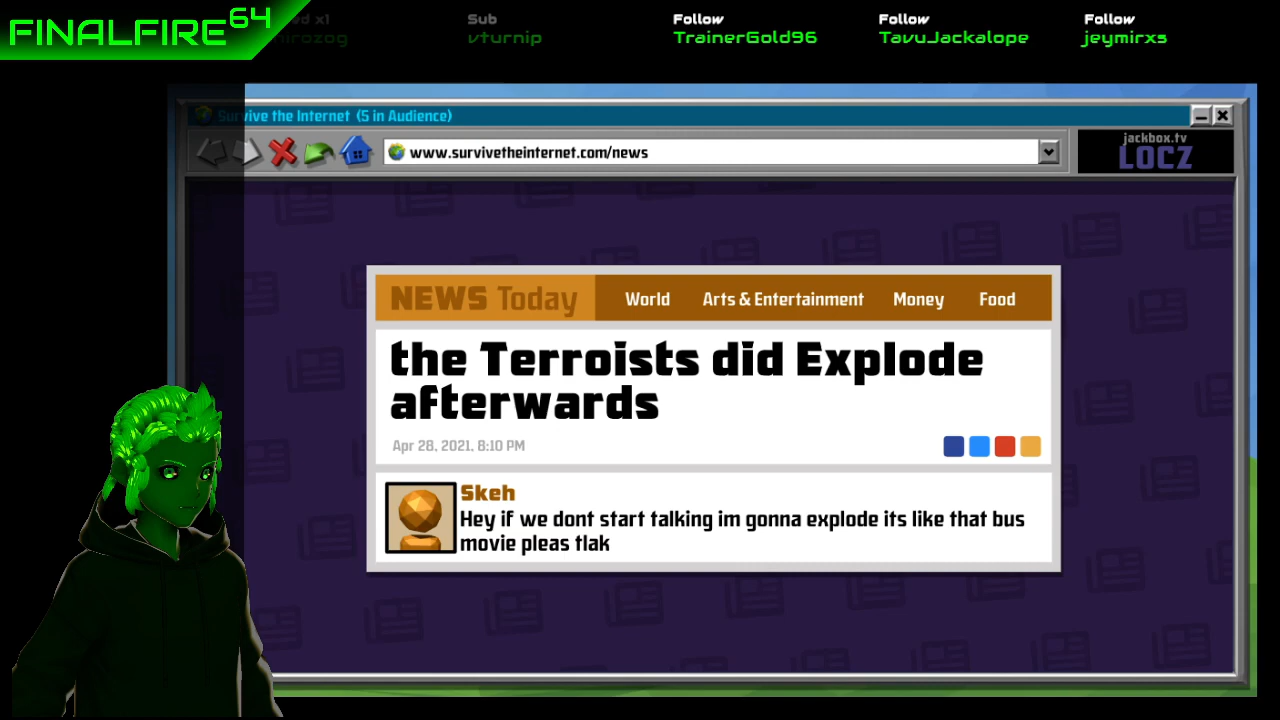 FINALFIRE64
x1
Sub
vturnip
Follow
TrainerGold96
Follow
TavuJackalope
Follow
jeymirxs
Survive the Internet (5 in Audience)
www.survivetheinternet.com/news
jackbox.tv
LOCZ
NEWS Today World Arts & Entertainment Money Food
the Terroists did Explode
afterwards
Apr 28, 2021, 8:10 PM
Skeh
Hey if we dont start talking im gonna explode its like that bus
movie pleas tlak